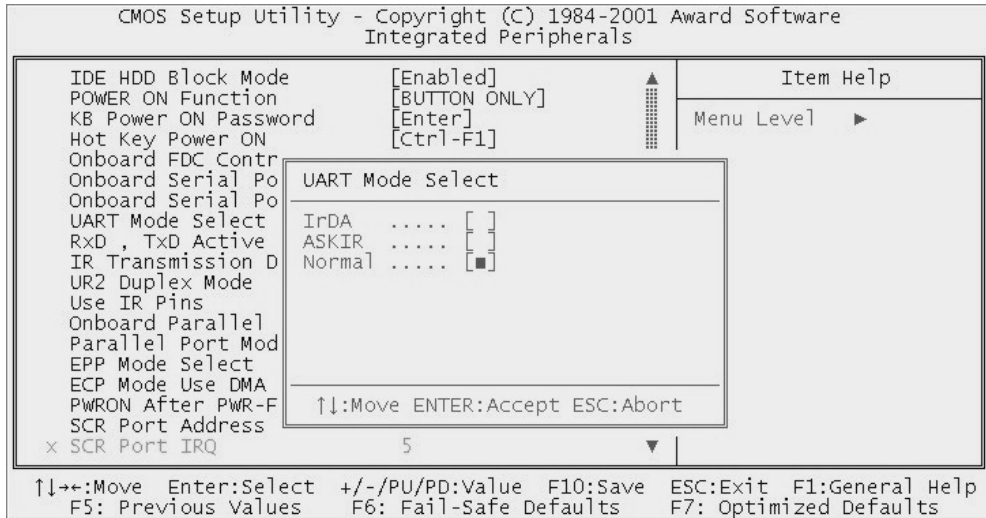 CMOS Setup Utility - Copyright (C) 1984-2001 Award Software
Integrated Peripherals
IDE HDD Block Mode [Enabled]
POWER ON Function [BUTTON ONLY]
KB Power ON Password [Enter]
Hot Key Power ON [Ctrl-F1]
Onboard FDC Contr
Onboard Serial Po
Onboard Serial Po
UART Mode Select
RxD , TxD Active
IR Transmission D
UR2 Duplex Mode
Use IR Pins
Onboard Parallel
Parallel Port Mod
EPP Mode Select
ECP Mode Use DMA
PWRON After PWR-F
SCR Port Address
x SCR Port IRQ 5
Item Help
Menu Level ►
UART Mode Select
IrDA ..... [ ]
ASKIR ..... [ ]
Normal ..... [■]
↑↓:Move ENTER:Accept ESC:Abort
↑↓→←:Move Enter:Select +/-/PU/PD:Value F10:Save ESC:Exit F1:General Help
F5: Previous Values F6: Fail-Safe Defaults F7: Optimized Defaults